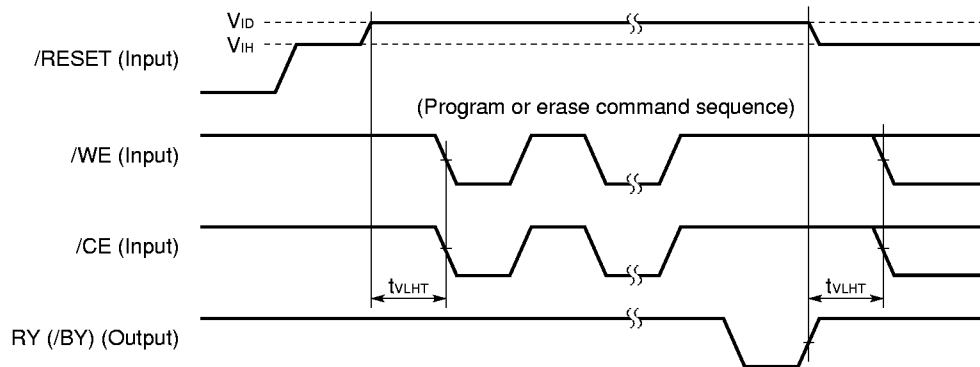 VID
VIH
/RESET (Input)
(Program or erase command sequence)
/WE (Input)
/CE (Input)
tVLHT
tVLHT
RY (/BY) (Output)